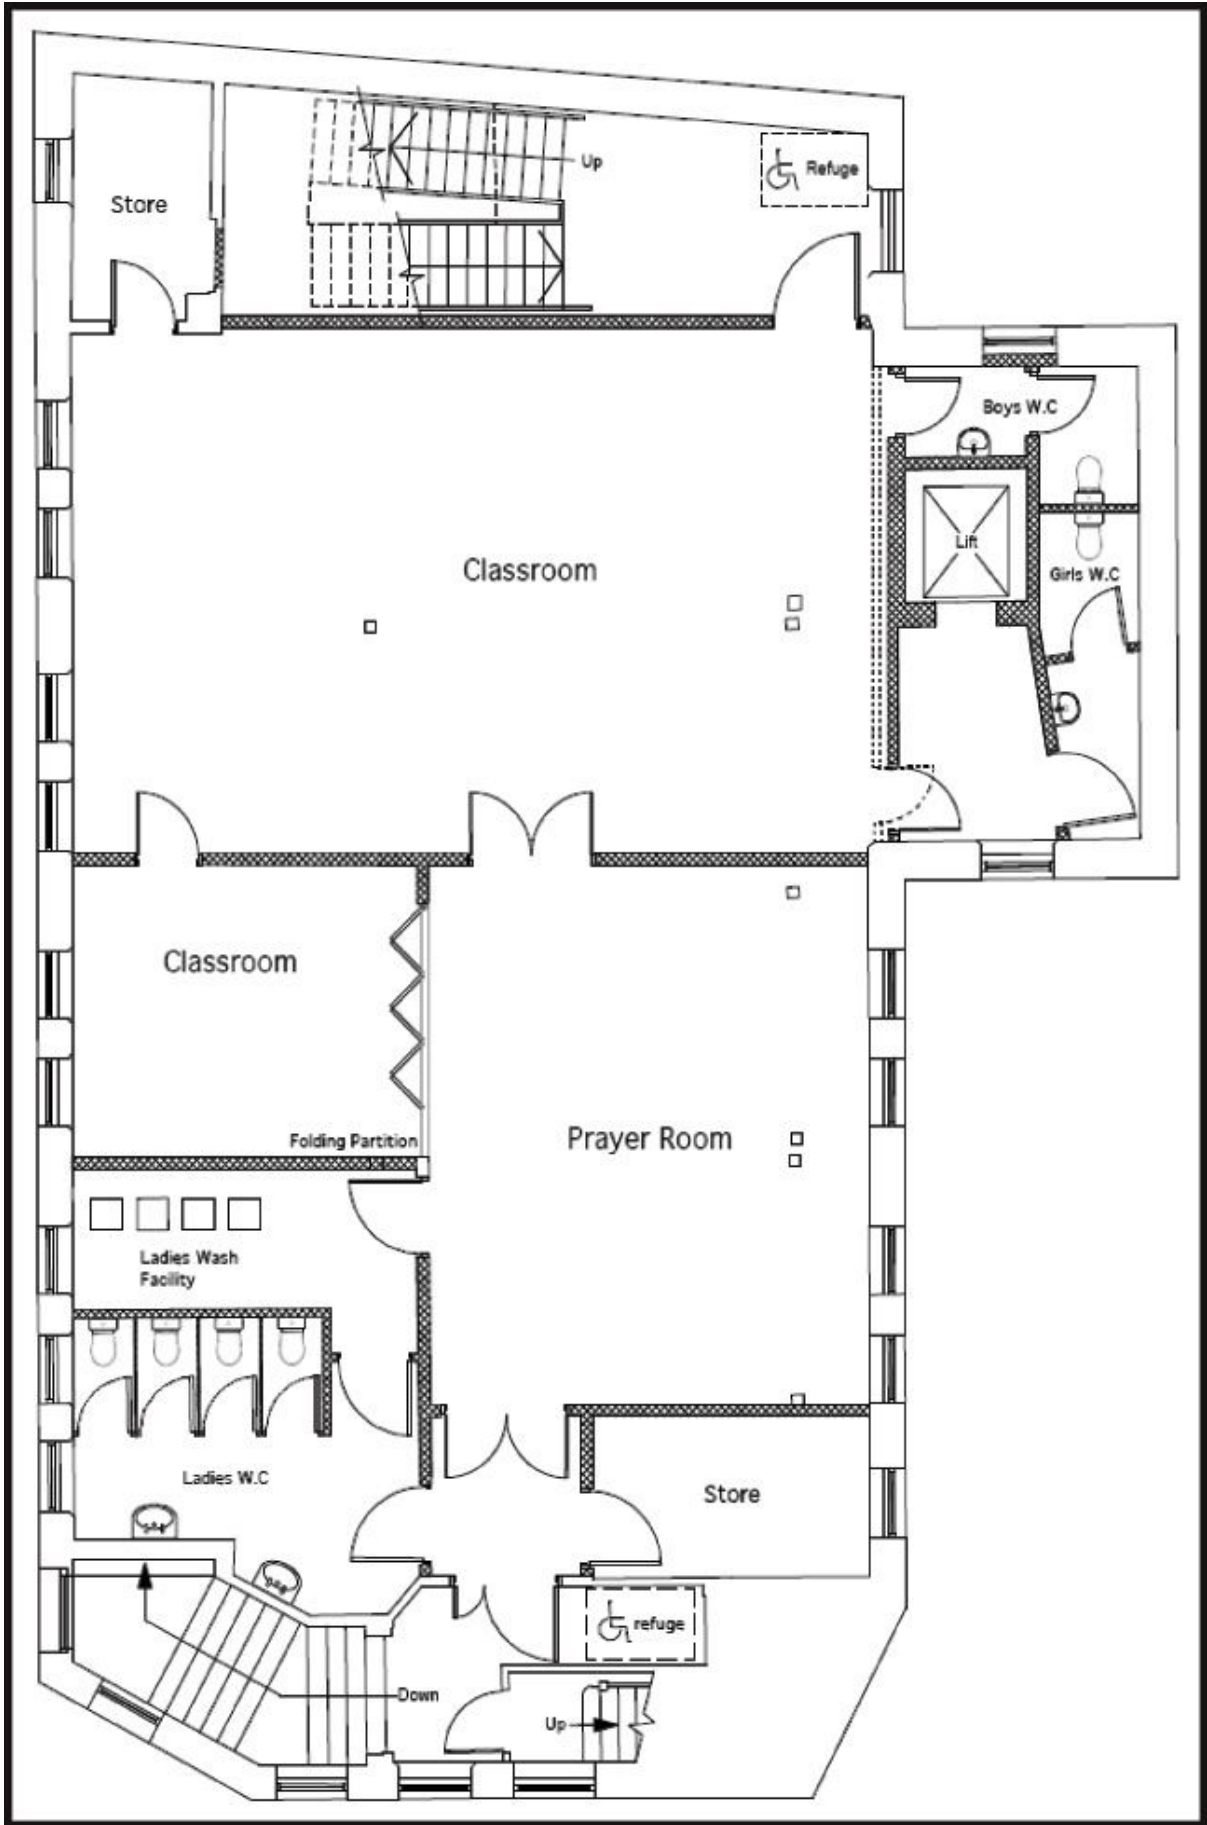 Up
Refuge
Store
Boys W.C
Lift
Classroom
Girls W.C
Classroom
Folding Partition
Prayer Room
Ladies Wash
Facility
Ladies W.C
Store
refuge
Down
Up